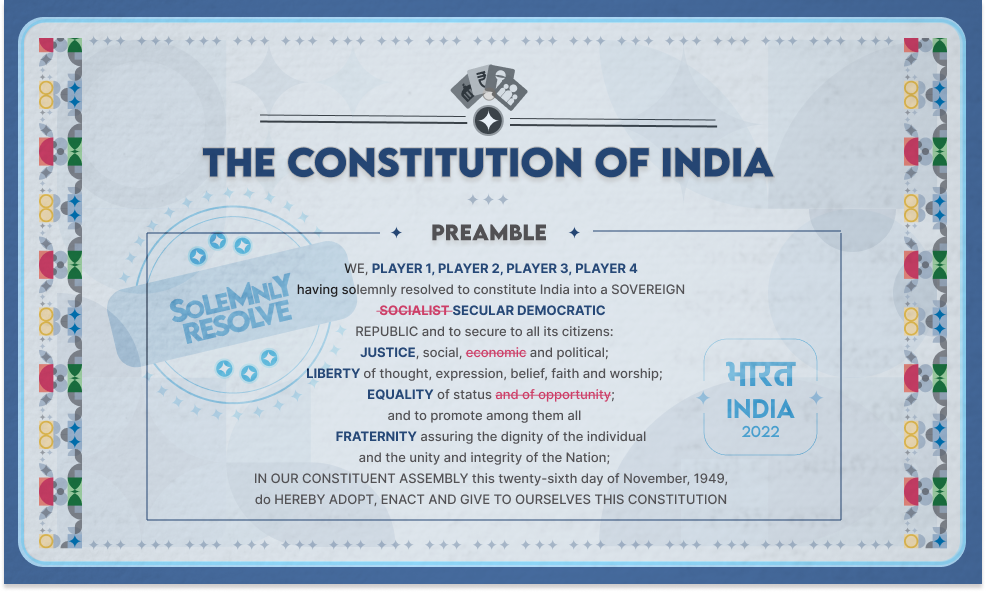 THE CONSTITUTION OF INDIA
PREAMBLE
WE, PLAYER 1, PLAYER 2, PLAYER 3, PLAYER 4
having solemnly resolved to constitute India into a SOVEREIGN
SOCIALIST SECULAR DEMOCRATIC
REPUBLIC and to secure to all its citizens:
JUSTICE, social, economic and political;
LIBERTY of thought, expression, belief, faith and worship;
EQUALITY of status and of opportunity;
and to promote among them all
FRATERNITY assuring the dignity of the individual
and the unity and integrity of the Nation;
IN OUR CONSTITUENT ASSEMBLY this twenty-sixth day of November, 1949,
do HEREBY ADOPT, ENACT AND GIVE TO OURSELVES THIS CONSTITUTION
SOLEMNLY
RESOLVE
भारत
INDIA
2022